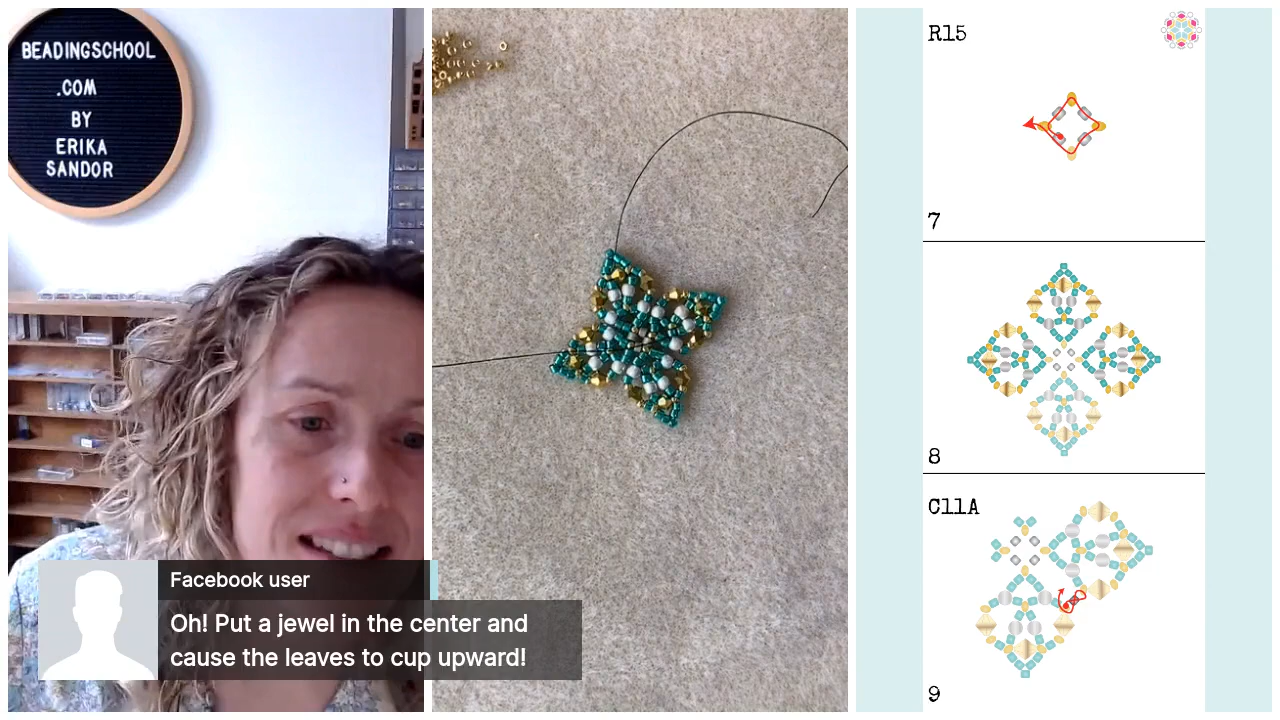 BEADINGSCHOOL
.COM
BY
ERIKA
SANDOR
Facebook user
Oh! Put a jewel in the center and
cause the leaves to cup upward!
R15
7
8
C11A
9